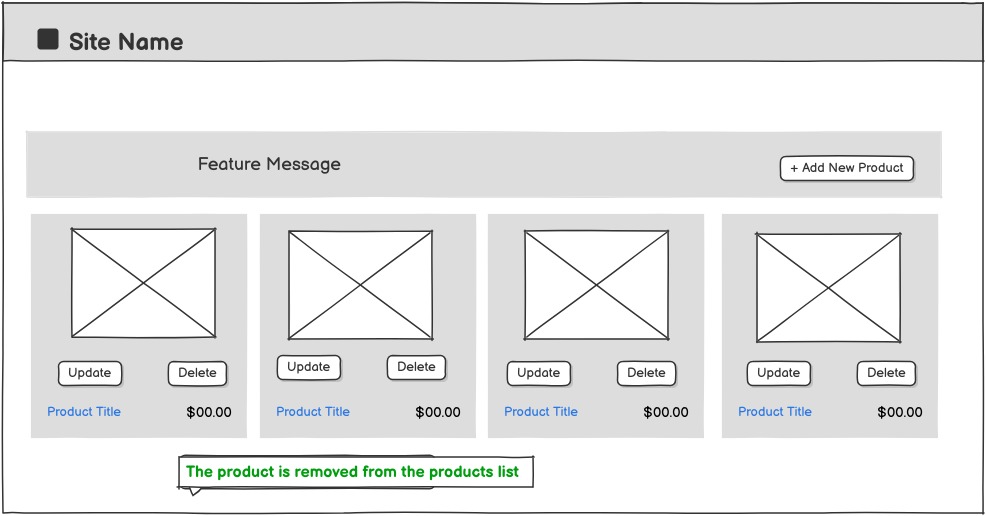 Site Name
Feature Message
+ Add New Product
Update Delete
Product Title $00.00
Update Delete
Product Title $00.00
Update Delete
Product Title $00.00
Update Delete
Product Title $00.00
The product is removed from the products list